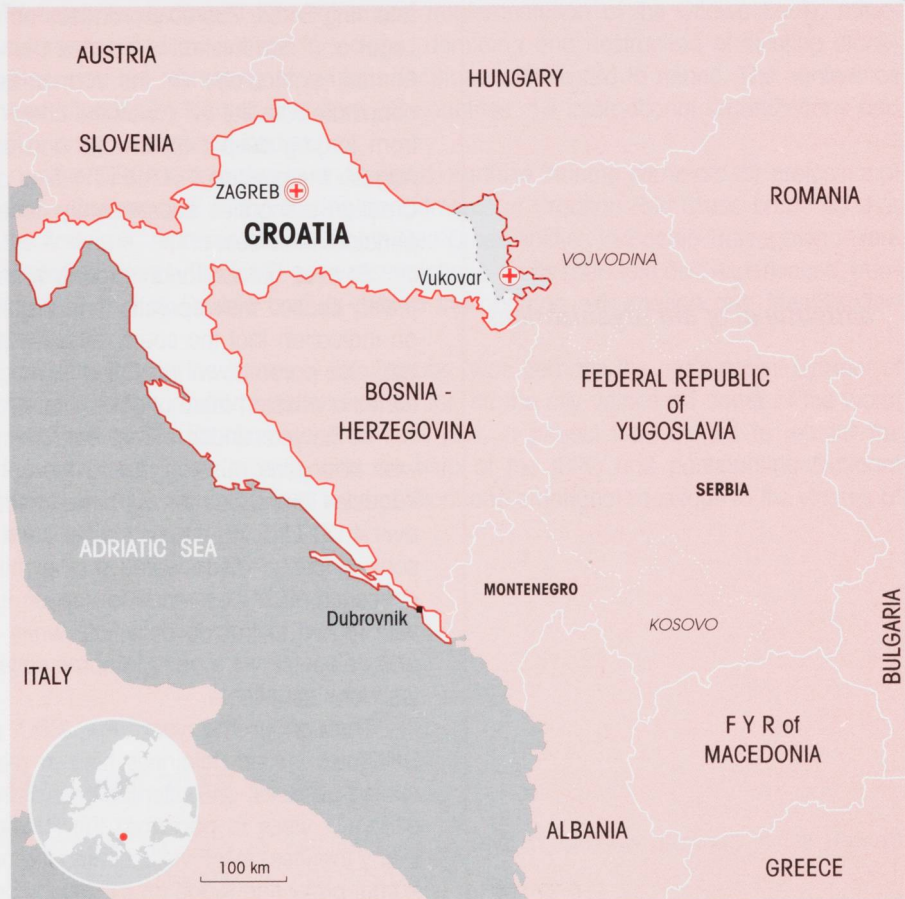 AUSTRIA
HUNGARY
SLOVENIA
ROMANIA
ZAGREB
CROATIA
VOJVODINA
Vukovar
FEDERAL REPUBLIC
of
YUGOSLAVIA
BOSNIA -
HERZEGOVINA
SERBIA
ADRIATIC SEA
MONTENEGRO
Dubrovnik
KOSOVO
BULGARIA
ITALY
F Y R of
MACEDONIA
ALBANIA
100 km
GREECE